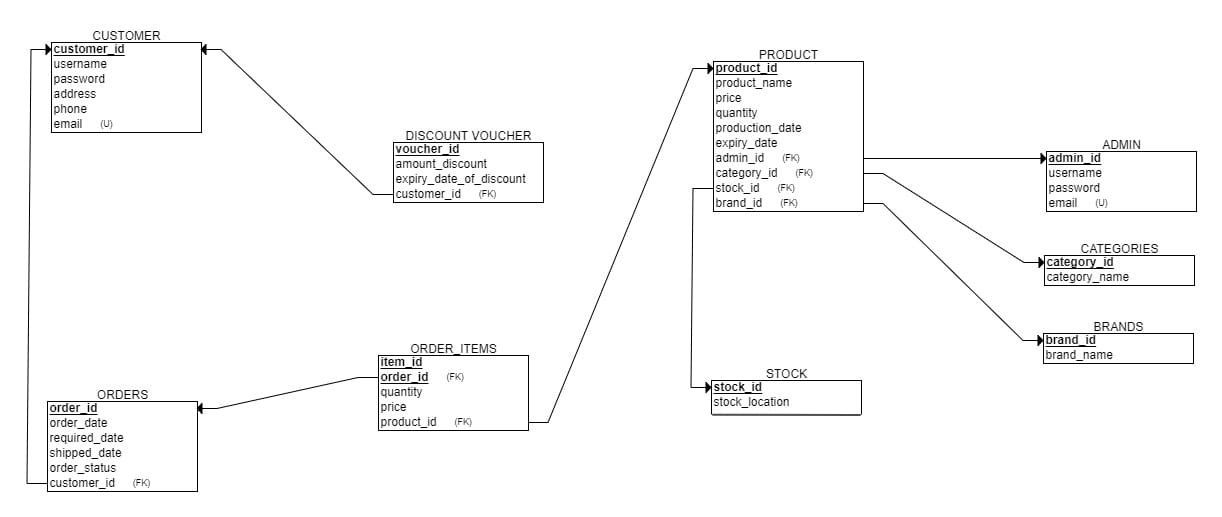 CUSTOMER
customer_id
username
password
address
phone
email (U)
DISCOUNT VOUCHER
voucher_id
amount_discount
expiry_date_of_discount
customer_id (FK)
PRODUCT
product_id
product_name
price
quantity
production_date
expiry_date
admin_id (FK)
category_id (FK)
stock_id (FK)
brand_id (FK)
ADMIN
admin_id
username
password
email (U)
CATEGORIES
category_id
category_name
BRANDS
brand_id
brand_name
STOCK
stock_id
stock_location
ORDER_ITEMS
item_id
order_id (FK)
quantity
price
product_id (FK)
ORDERS
order_id
order_date
required_date
shipped_date
order_status
customer_id (FK)